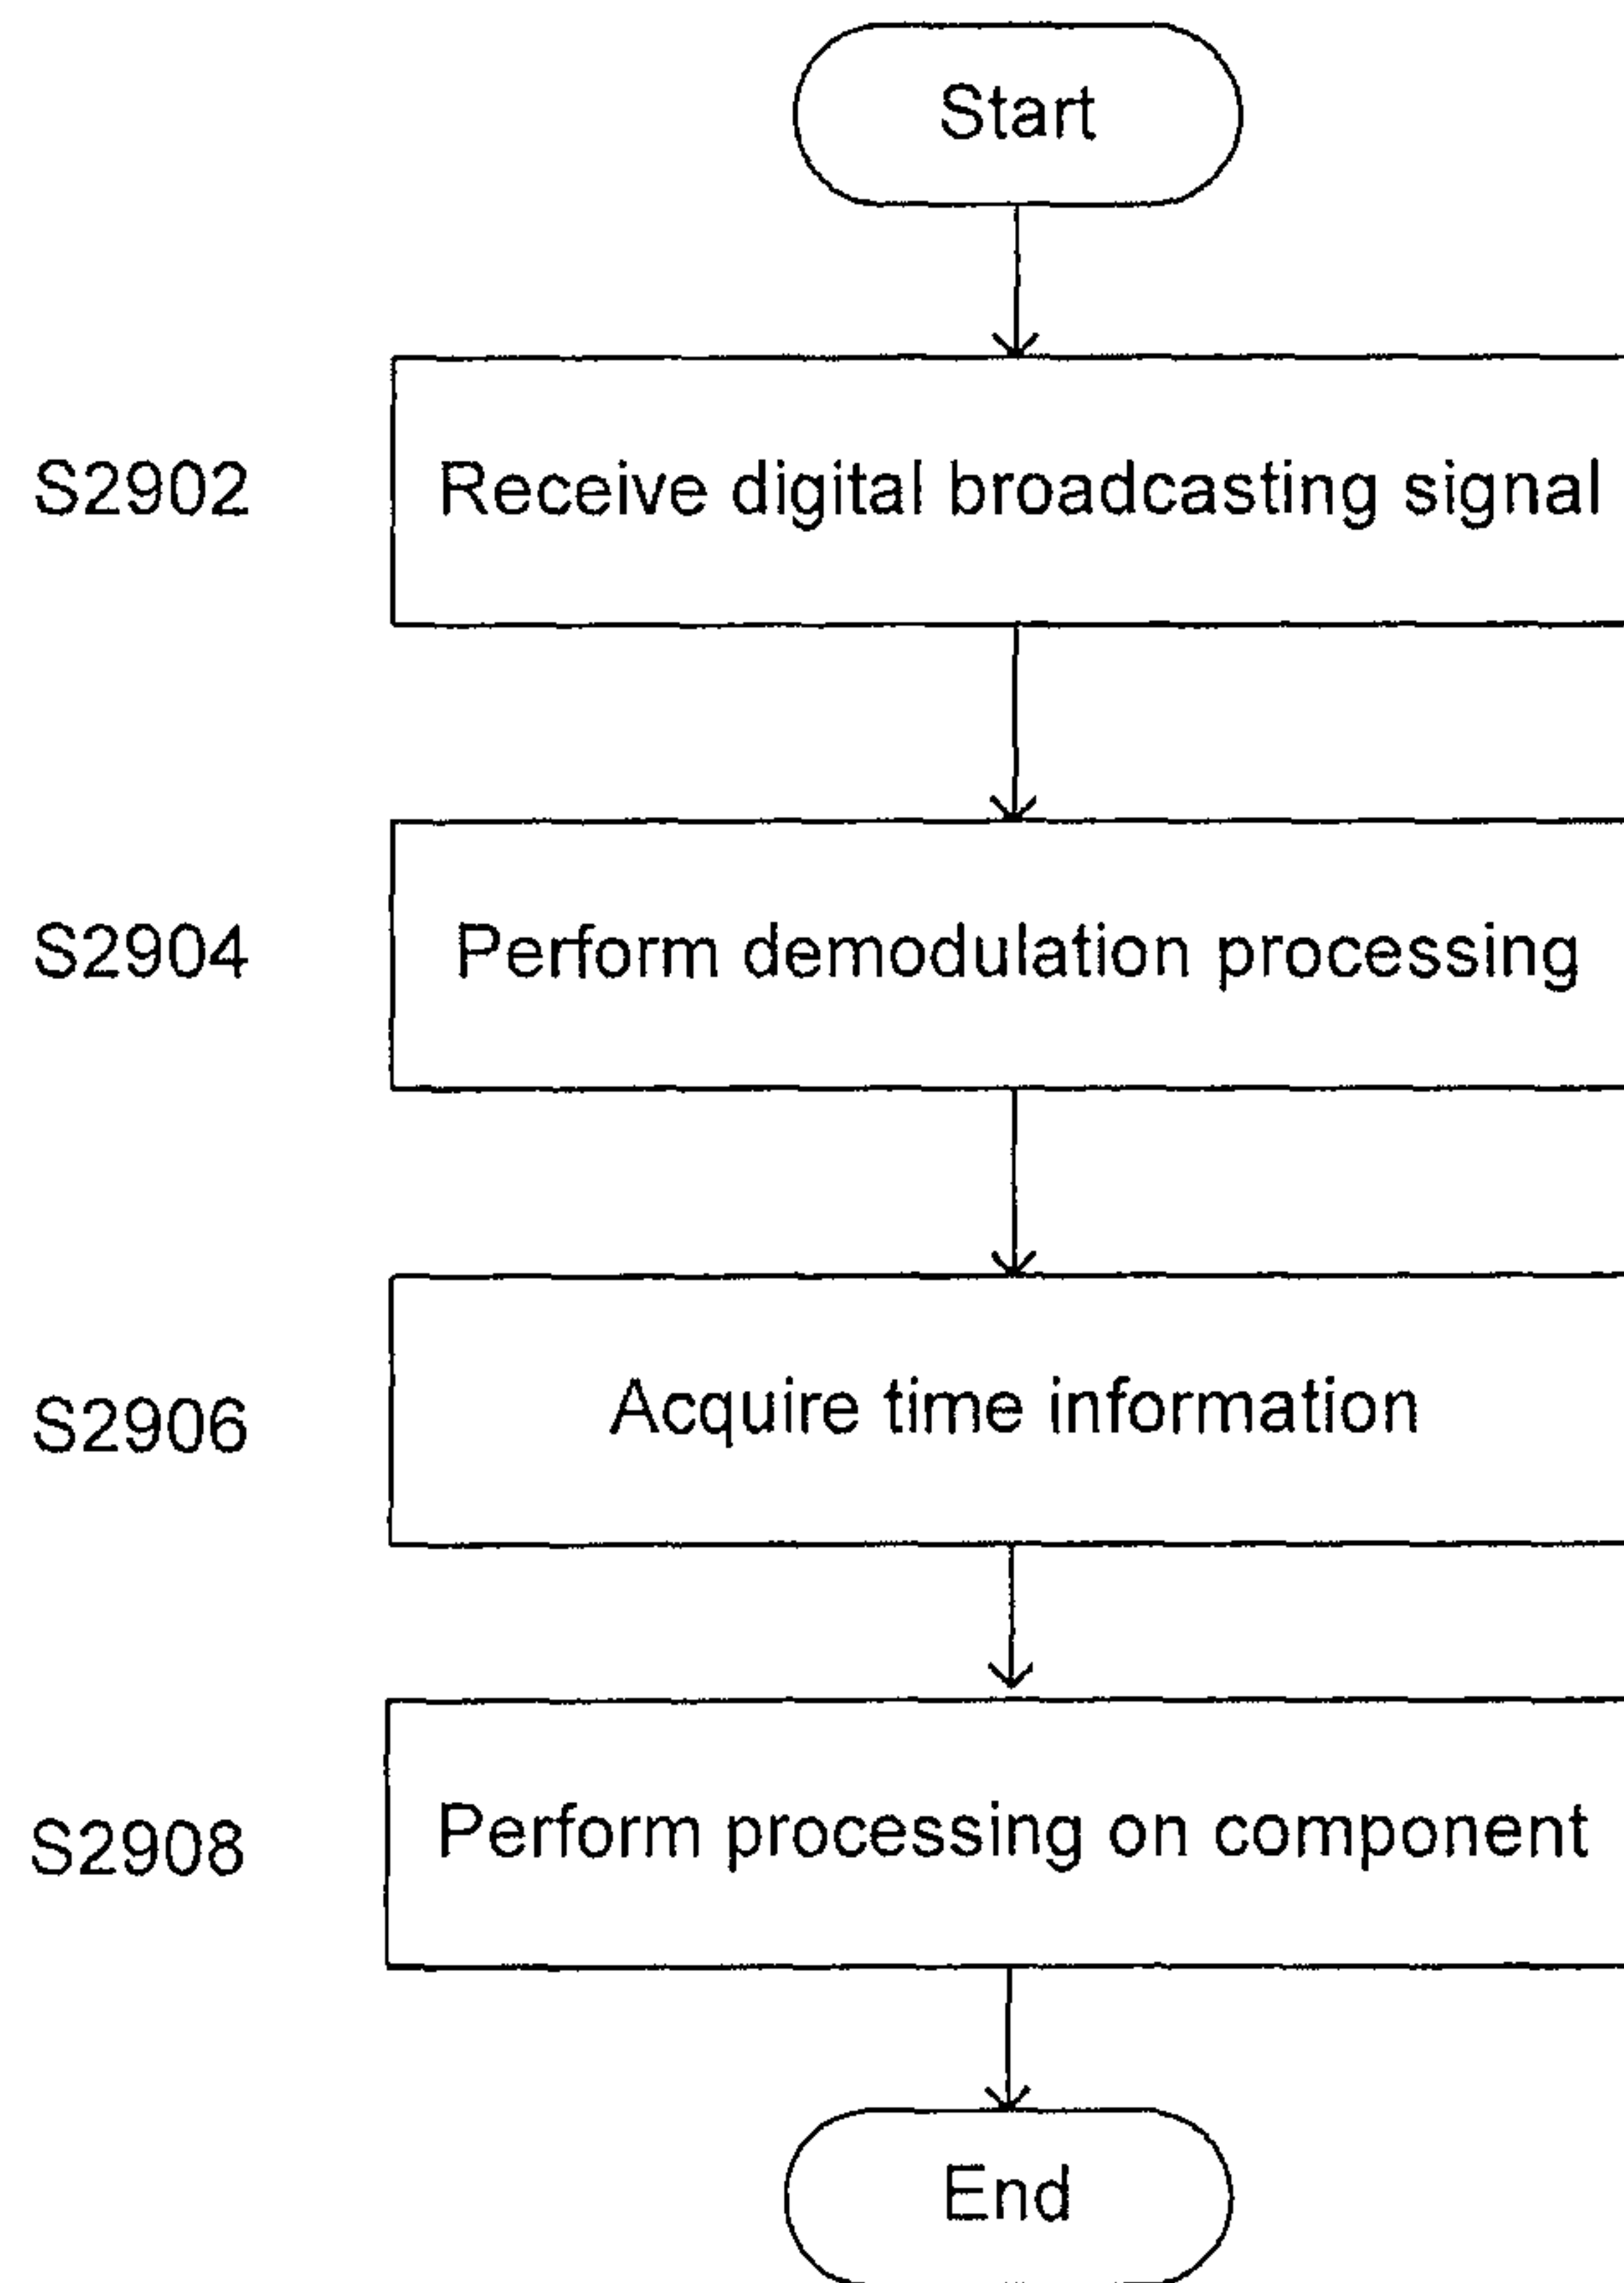 Start
S2902
Receive digital broadcasting signal
S2904
Perform demodulation processing
S2906
Acquire time information
S2908
Perform processing on component
End